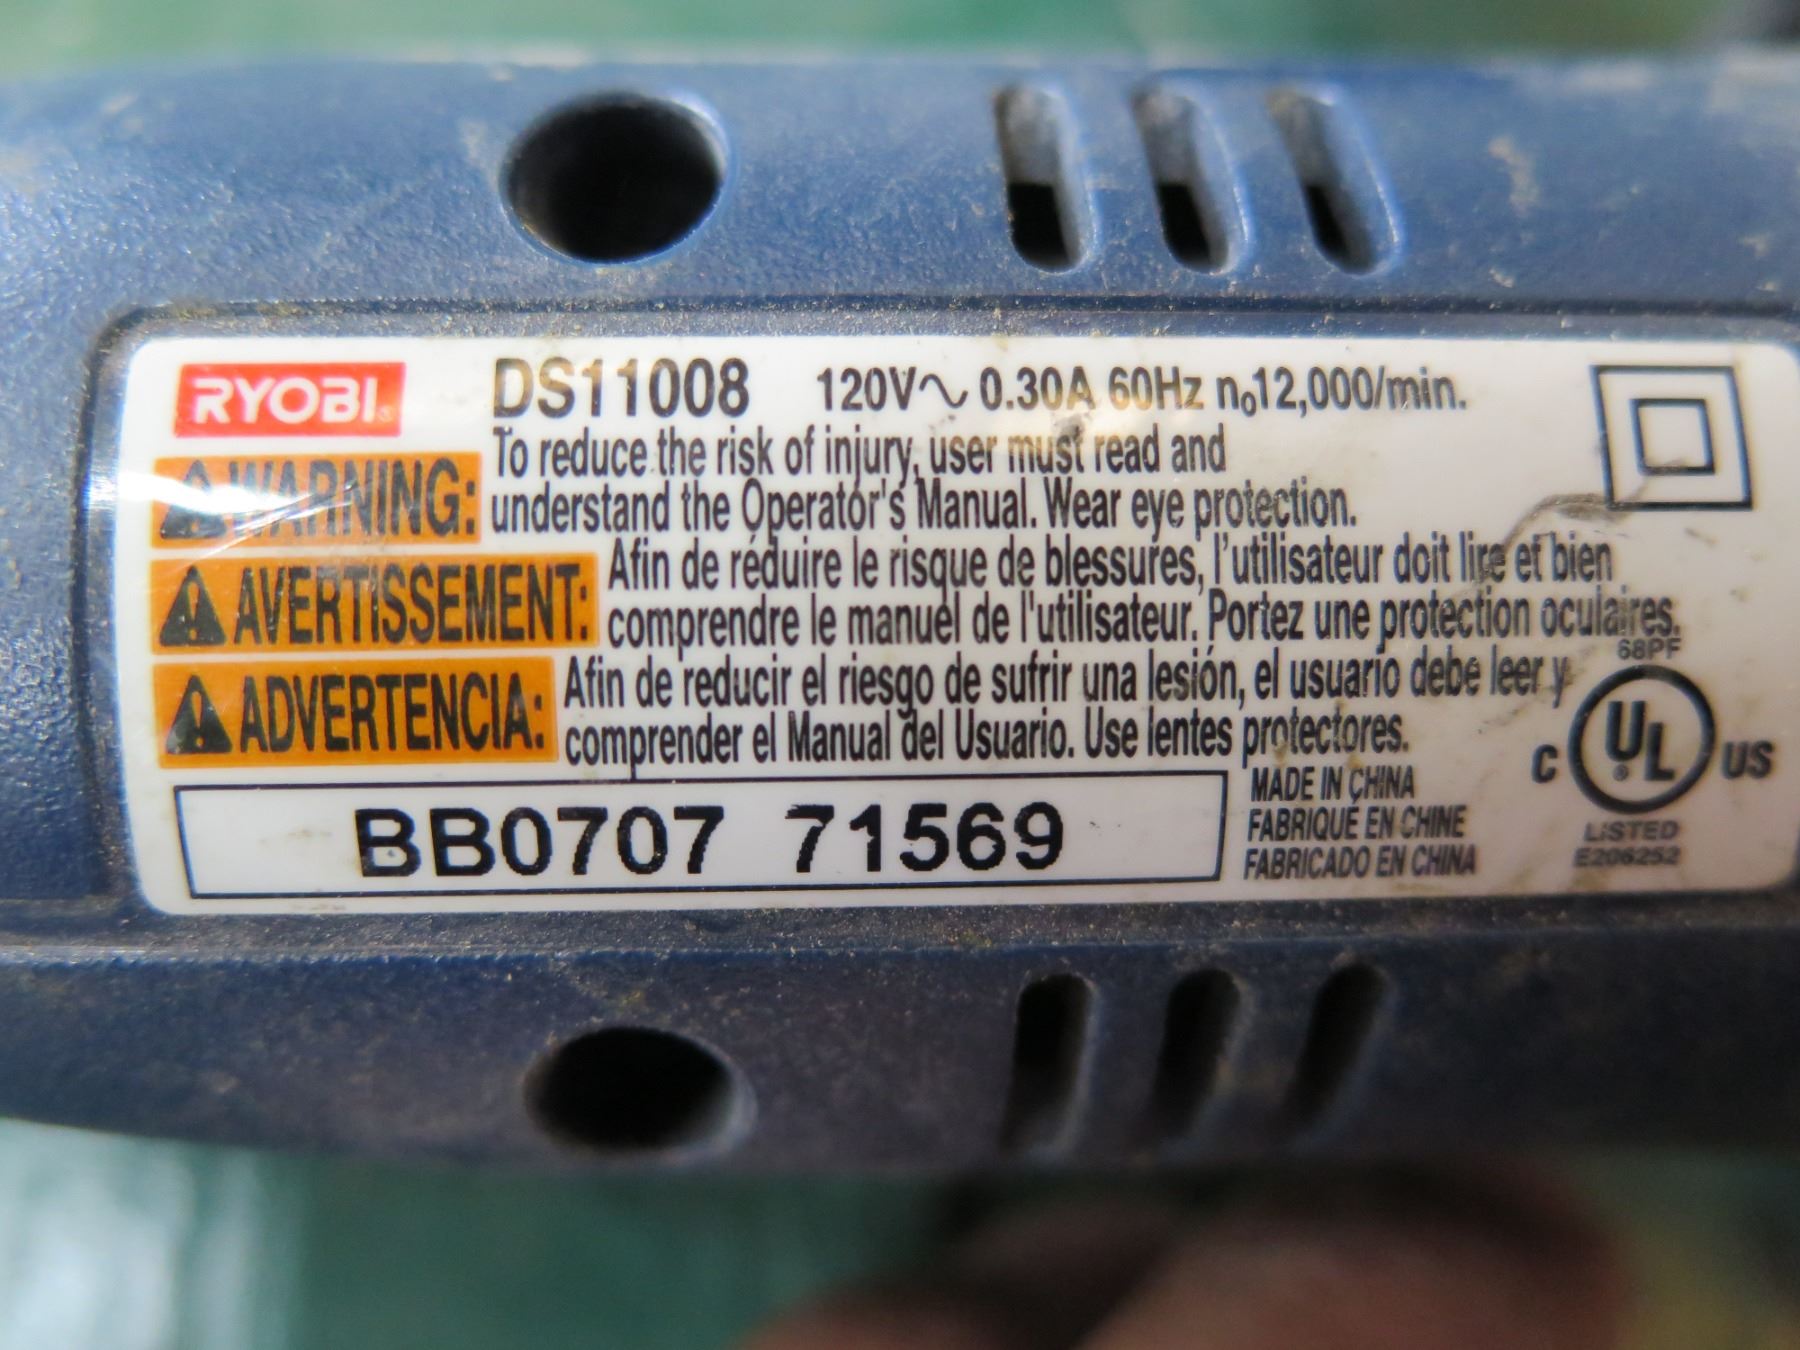 RYOBI
DS11008 120V~ 0.30A 60Hz n₀12,000/min.
WARNING: To reduce the risk of injury, user must read and
understand the Operator's Manual. Wear eye protection.
AVERTISSEMENT: Afin de réduire le risque de blessures, l'utilisateur doit lire et bien
comprendre le manuel de l'utilisateur. Portez une protection oculaires.
ADVERTENCIA: Afin de reducir el riesgo de sufrir una lesión, el usuario debe leer y
comprender el Manual del Usuario. Use lentes protectores.
68PF
C UL US
LISTED
E206252
BB0707 71569
MADE IN CHINA
FABRIQUÉ EN CHINE
FABRICADO EN CHINA